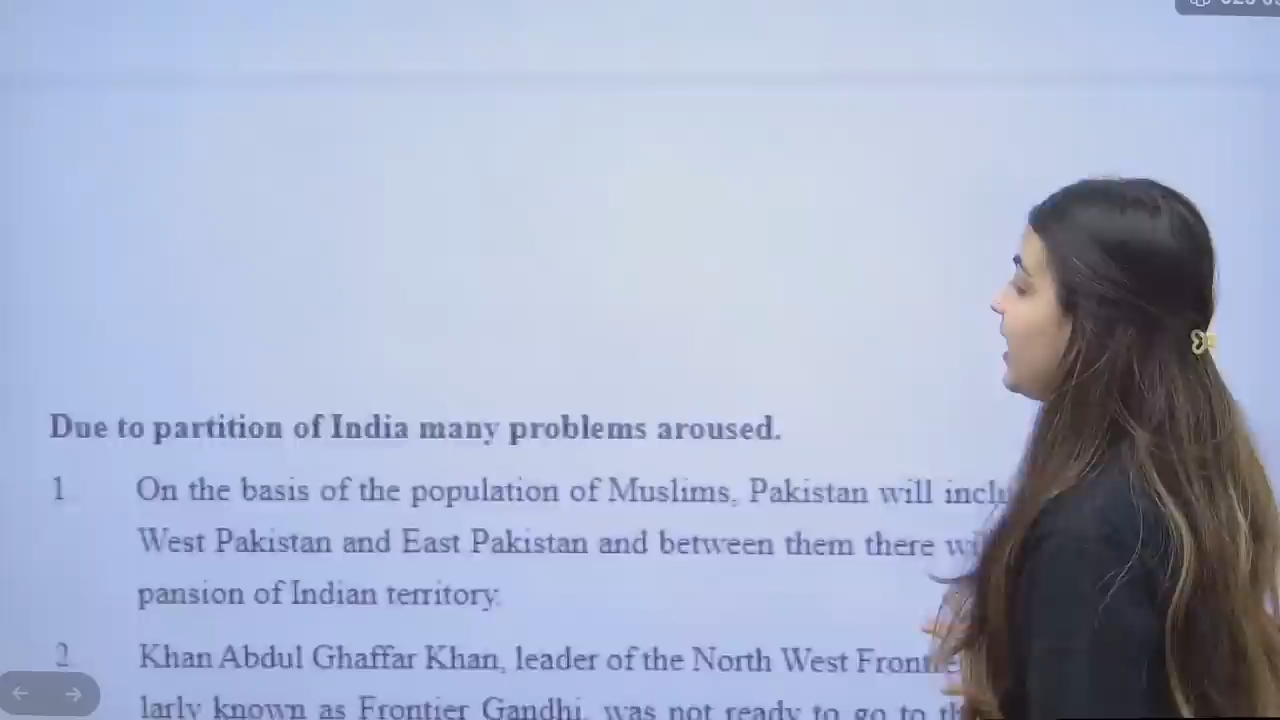 Due to partition of India many problems aroused.
1 On the basis of the population of Muslims, Pakistan will
West Pakistan and East Pakistan and between them there
pansion of Indian territory.
2 Khan Abdul Ghaffar Khan, leader of the North West
larly known as Frontier Gandhi, was not ready to go to